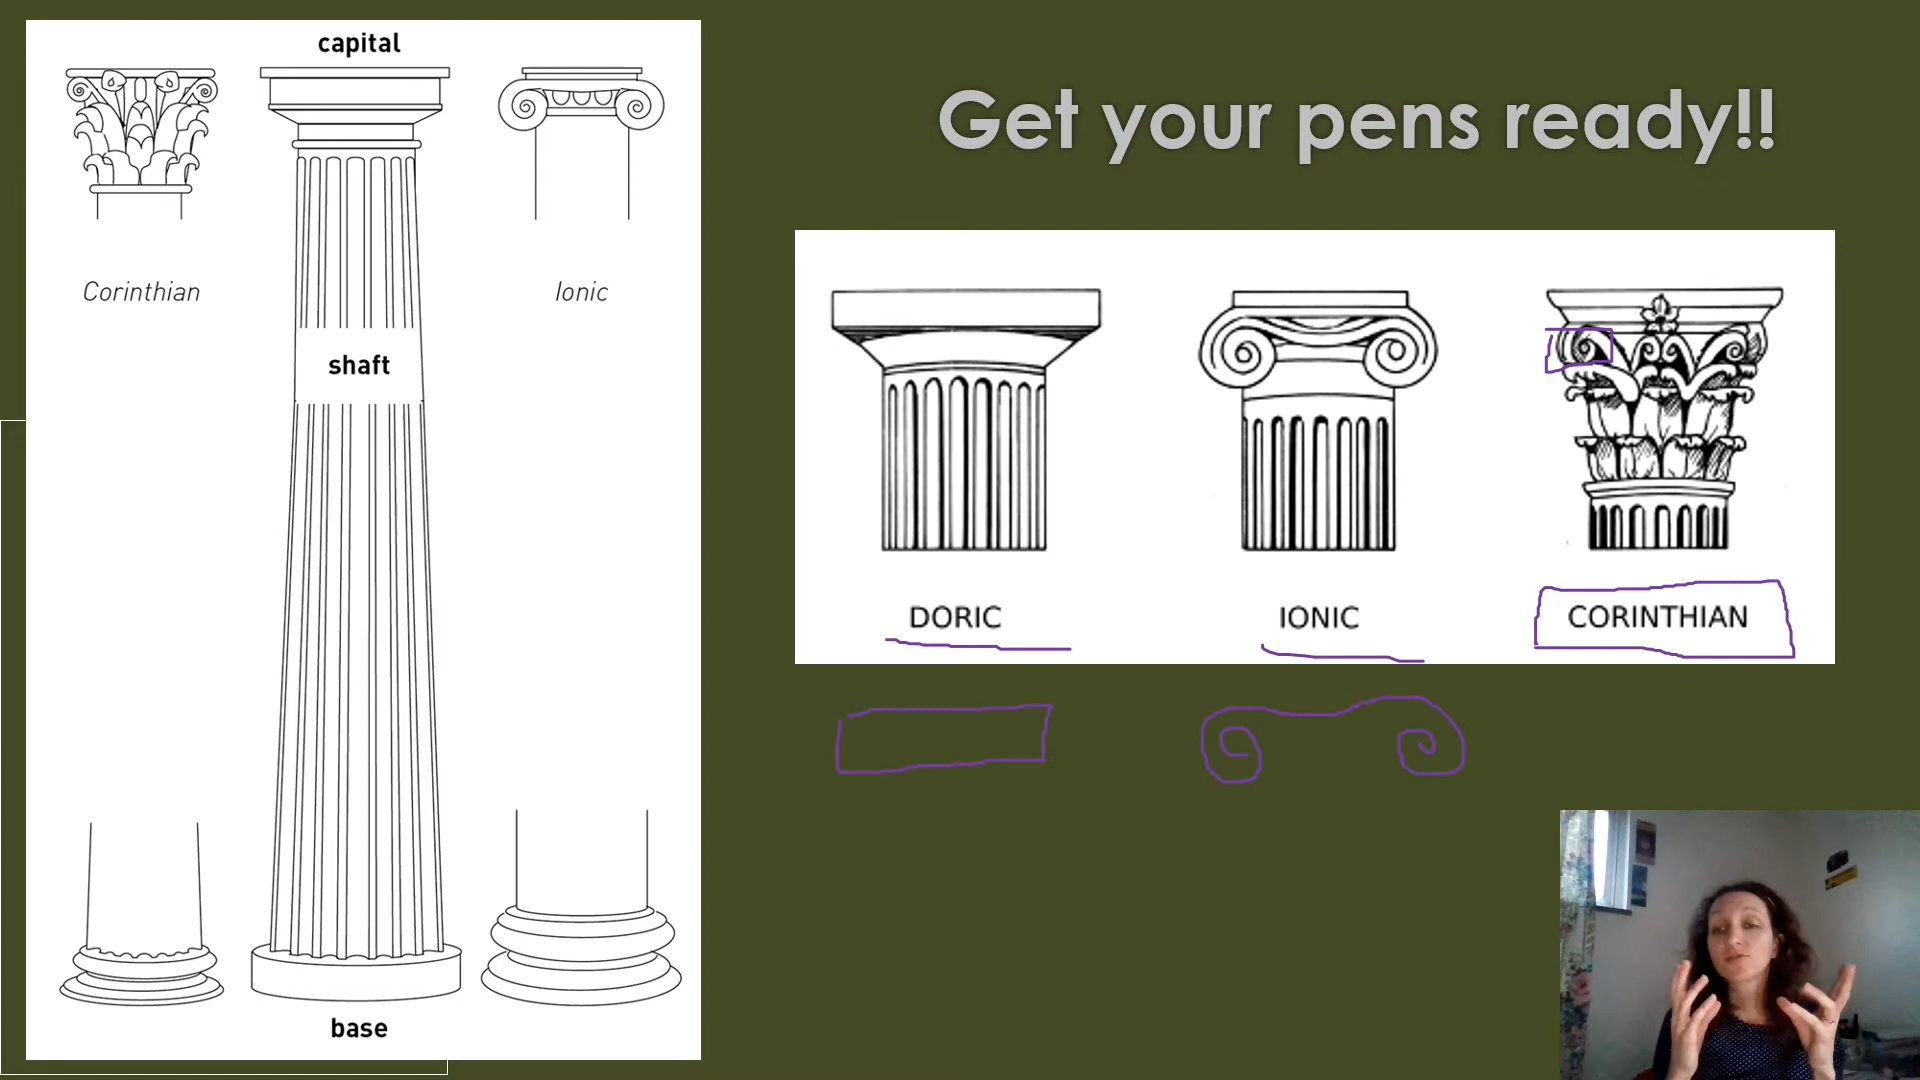 capital
Corinthian
Ionic
shaft
base
Get your pens ready!!
DORIC
IONIC
CORINTHIAN